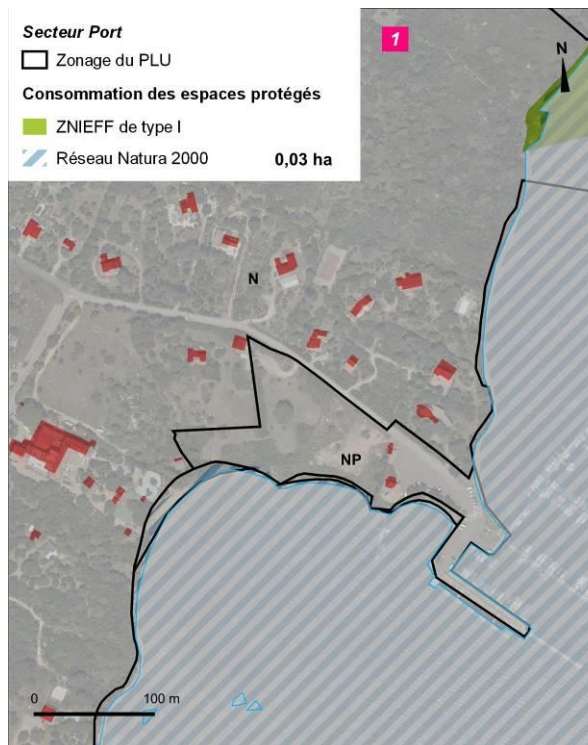 Secteur Port
Zonage du PLU
Consommation des espaces protégés
ZNIEFF de type I
Réseau Natura 2000 0,03 ha
1
N
N
NP
0 100 m